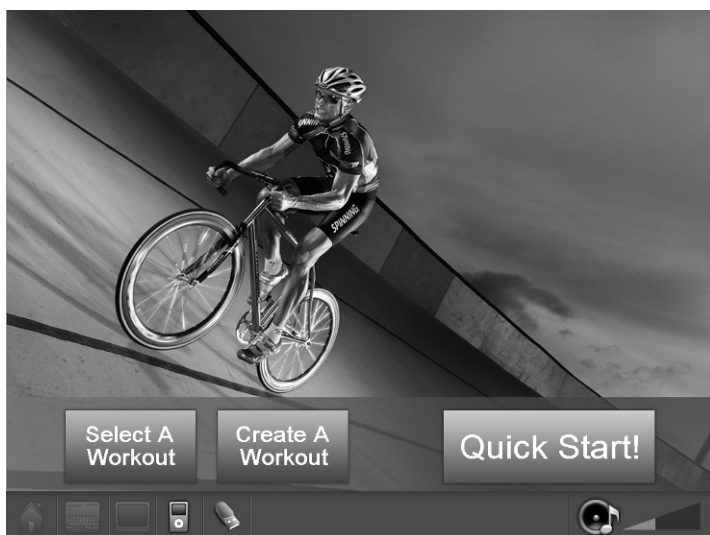 SPINNING
Select A
Workout
Create A
Workout
Quick Start!